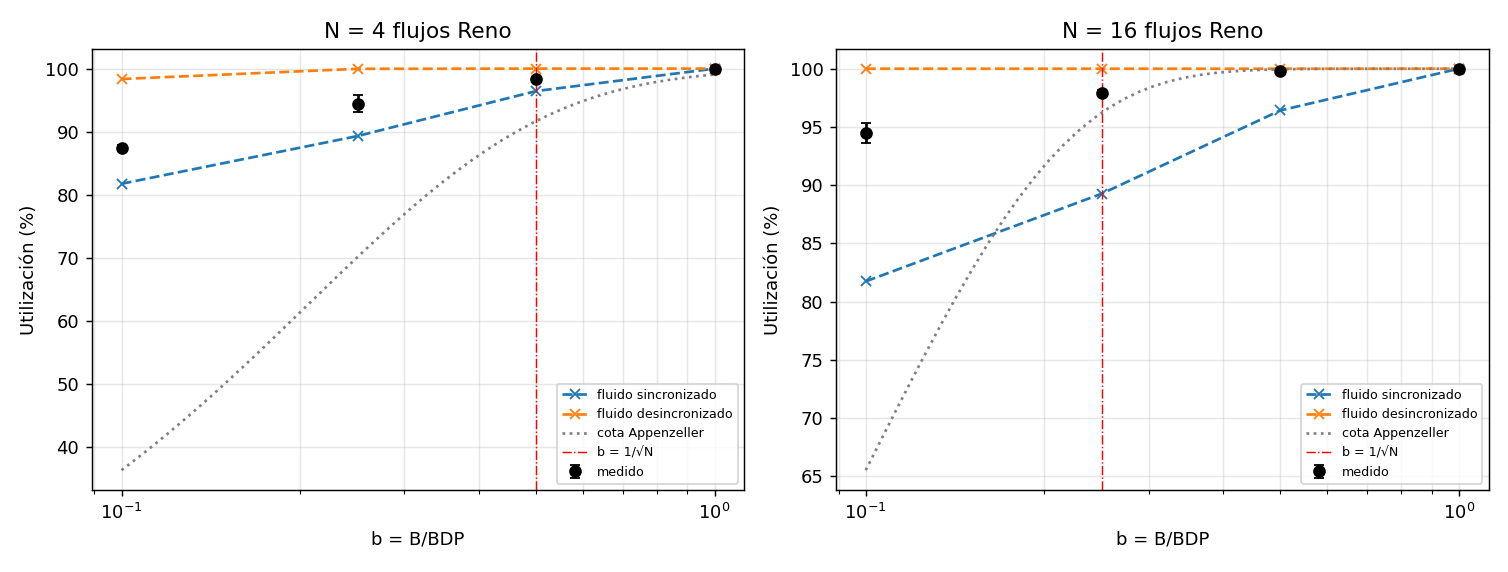 N = 4 flujos Reno
Utilización (%)
100
90
80
70
60
50
40
10⁻¹
10⁰
b = B/BDP
fluido sincronizado
fluido desincronizado
cota Appenzeller
b = 1/√N
medido
N = 16 flujos Reno
Utilización (%)
100
95
90
85
80
75
70
65
10⁻¹
10⁰
b = B/BDP
fluido sincronizado
fluido desincronizado
cota Appenzeller
b = 1/√N
medido